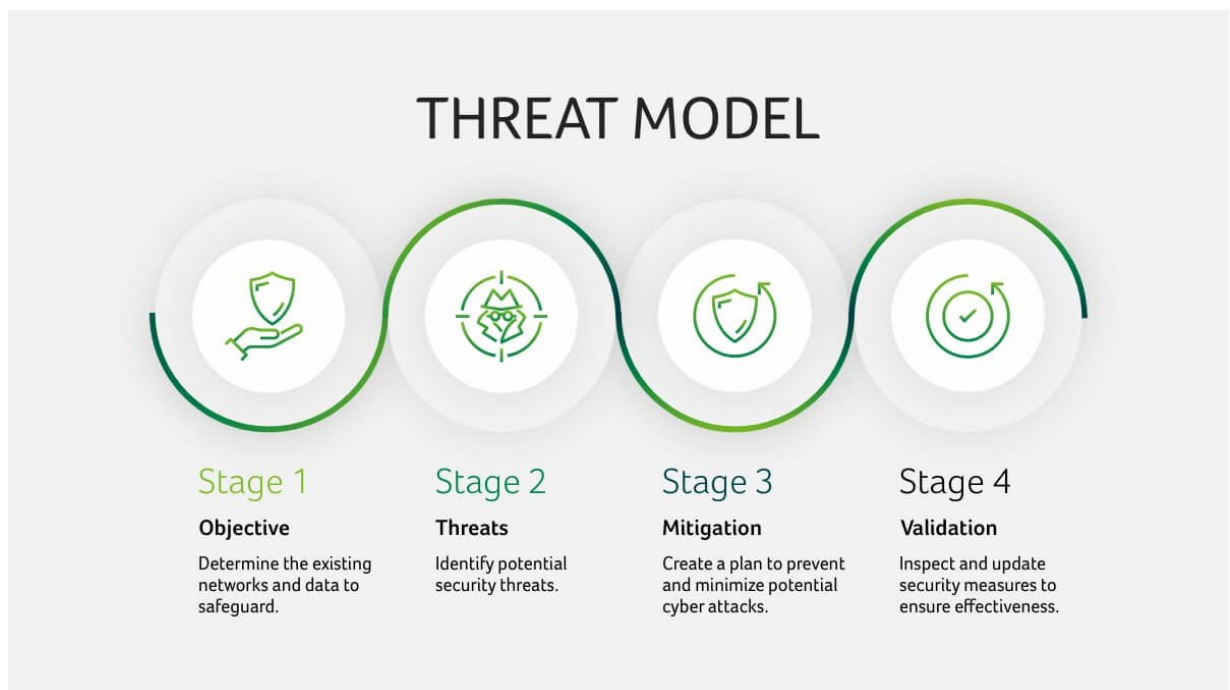 THREAT MODEL
Stage 1
Objective
Determine the existing
networks and data to
safeguard.
Stage 2
Threats
Identify potential
security threats.
Stage 3
Mitigation
Create a plan to prevent
and minimize potential
cyber attacks.
Stage 4
Validation
Inspect and update
security measures to
ensure effectiveness.